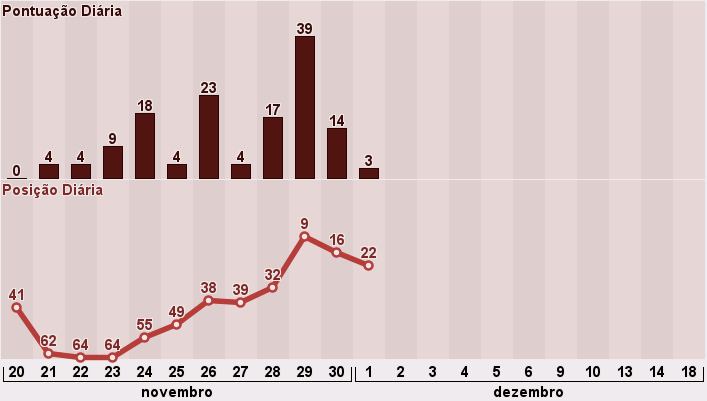 Pontuação Diária
0 4 4 9 18 4 23 4 17 39 14 3
Posição Diária
41 62 64 64 55 49 38 39 32 9 16 22
20 21 22 23 24 25 26 27 28 29 30 1 2 3 4 5 6 9 10 13 14 18
novembro dezembro